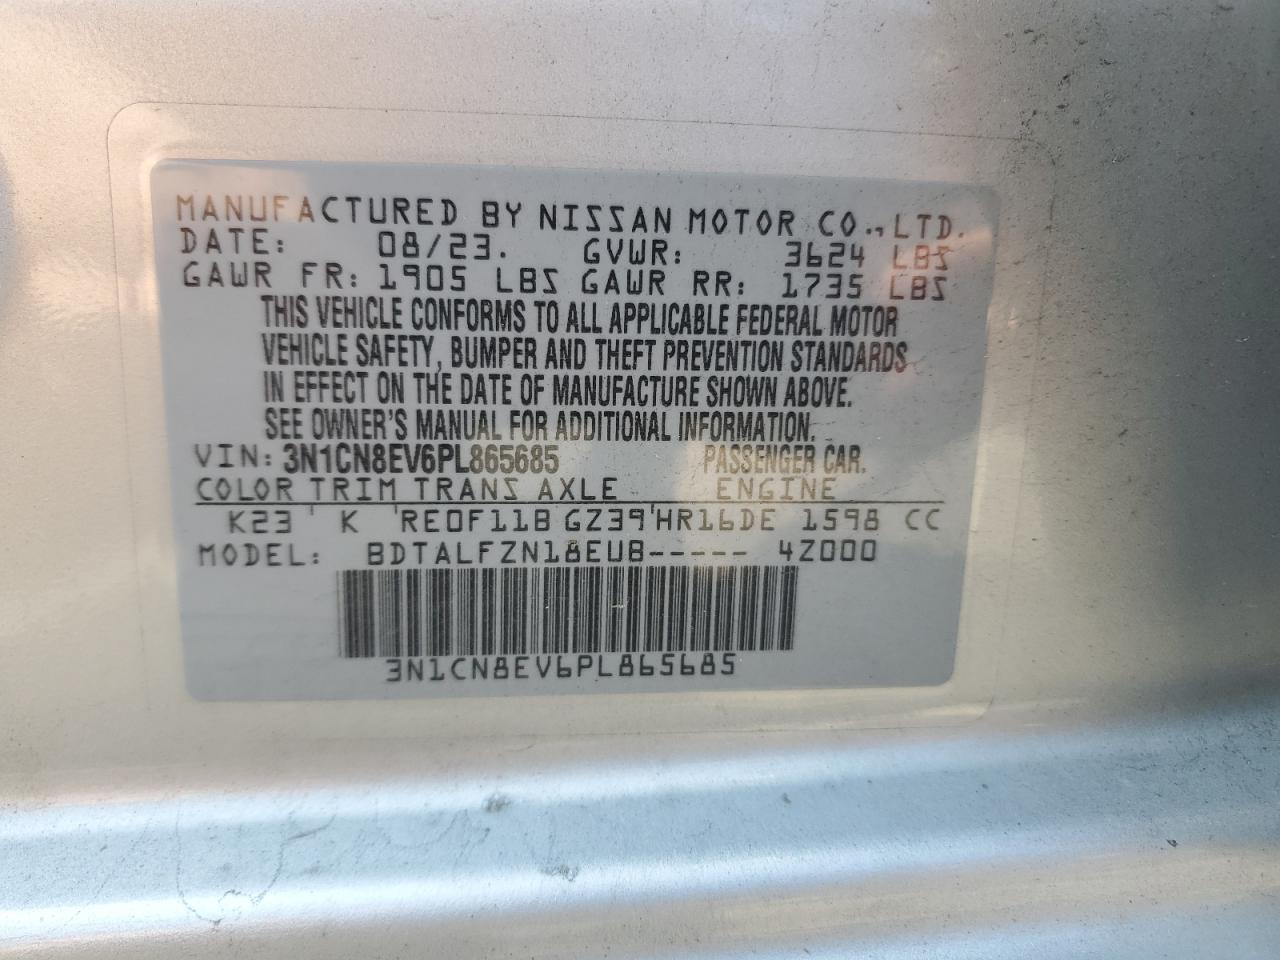 MANUFACTURED BY NISSAN MOTOR CO., LTD.
DATE: 08/23. GVWR: 3624 LBS
GAWR FR: 1905 LBS GAWR RR: 1735 LBS
THIS VEHICLE CONFORMS TO ALL APPLICABLE FEDERAL MOTOR
VEHICLE SAFETY, BUMPER AND THEFT PREVENTION STANDARDS
IN EFFECT ON THE DATE OF MANUFACTURE SHOWN ABOVE.
SEE OWNER'S MANUAL FOR ADDITIONAL INFORMATION.
VIN: 3N1CN8EV6PL865685 PASSENGER CAR.
COLOR TRIM TRANS AXLE ENGINE
K23 ' K 'RE0F11B GZ39'HR16DE 1598 CC
MODEL: BDTALFZN18EUB----- 4Z000
3N1CN8EV6PL865685